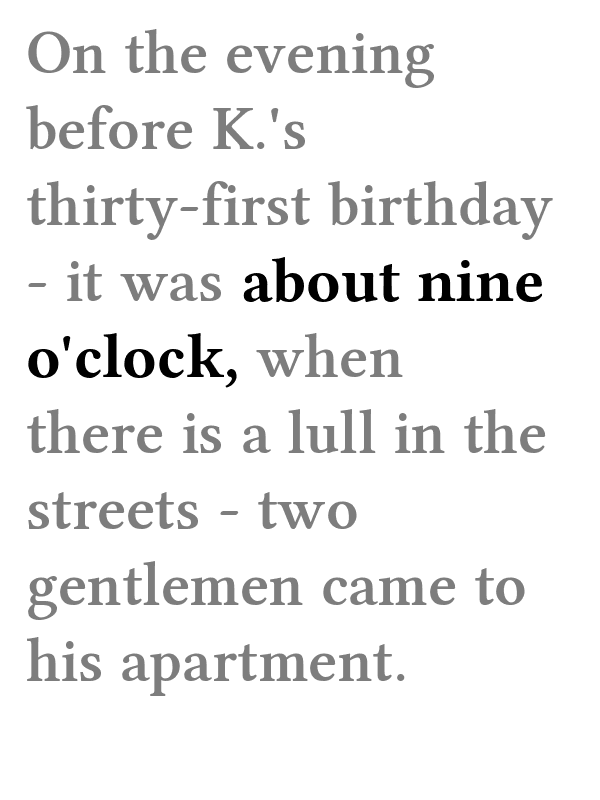 On the evening
before K.'s
thirty-first birthday
- it was about nine
o'clock, when
there is a lull in the
streets - two
gentlemen came to
his apartment.